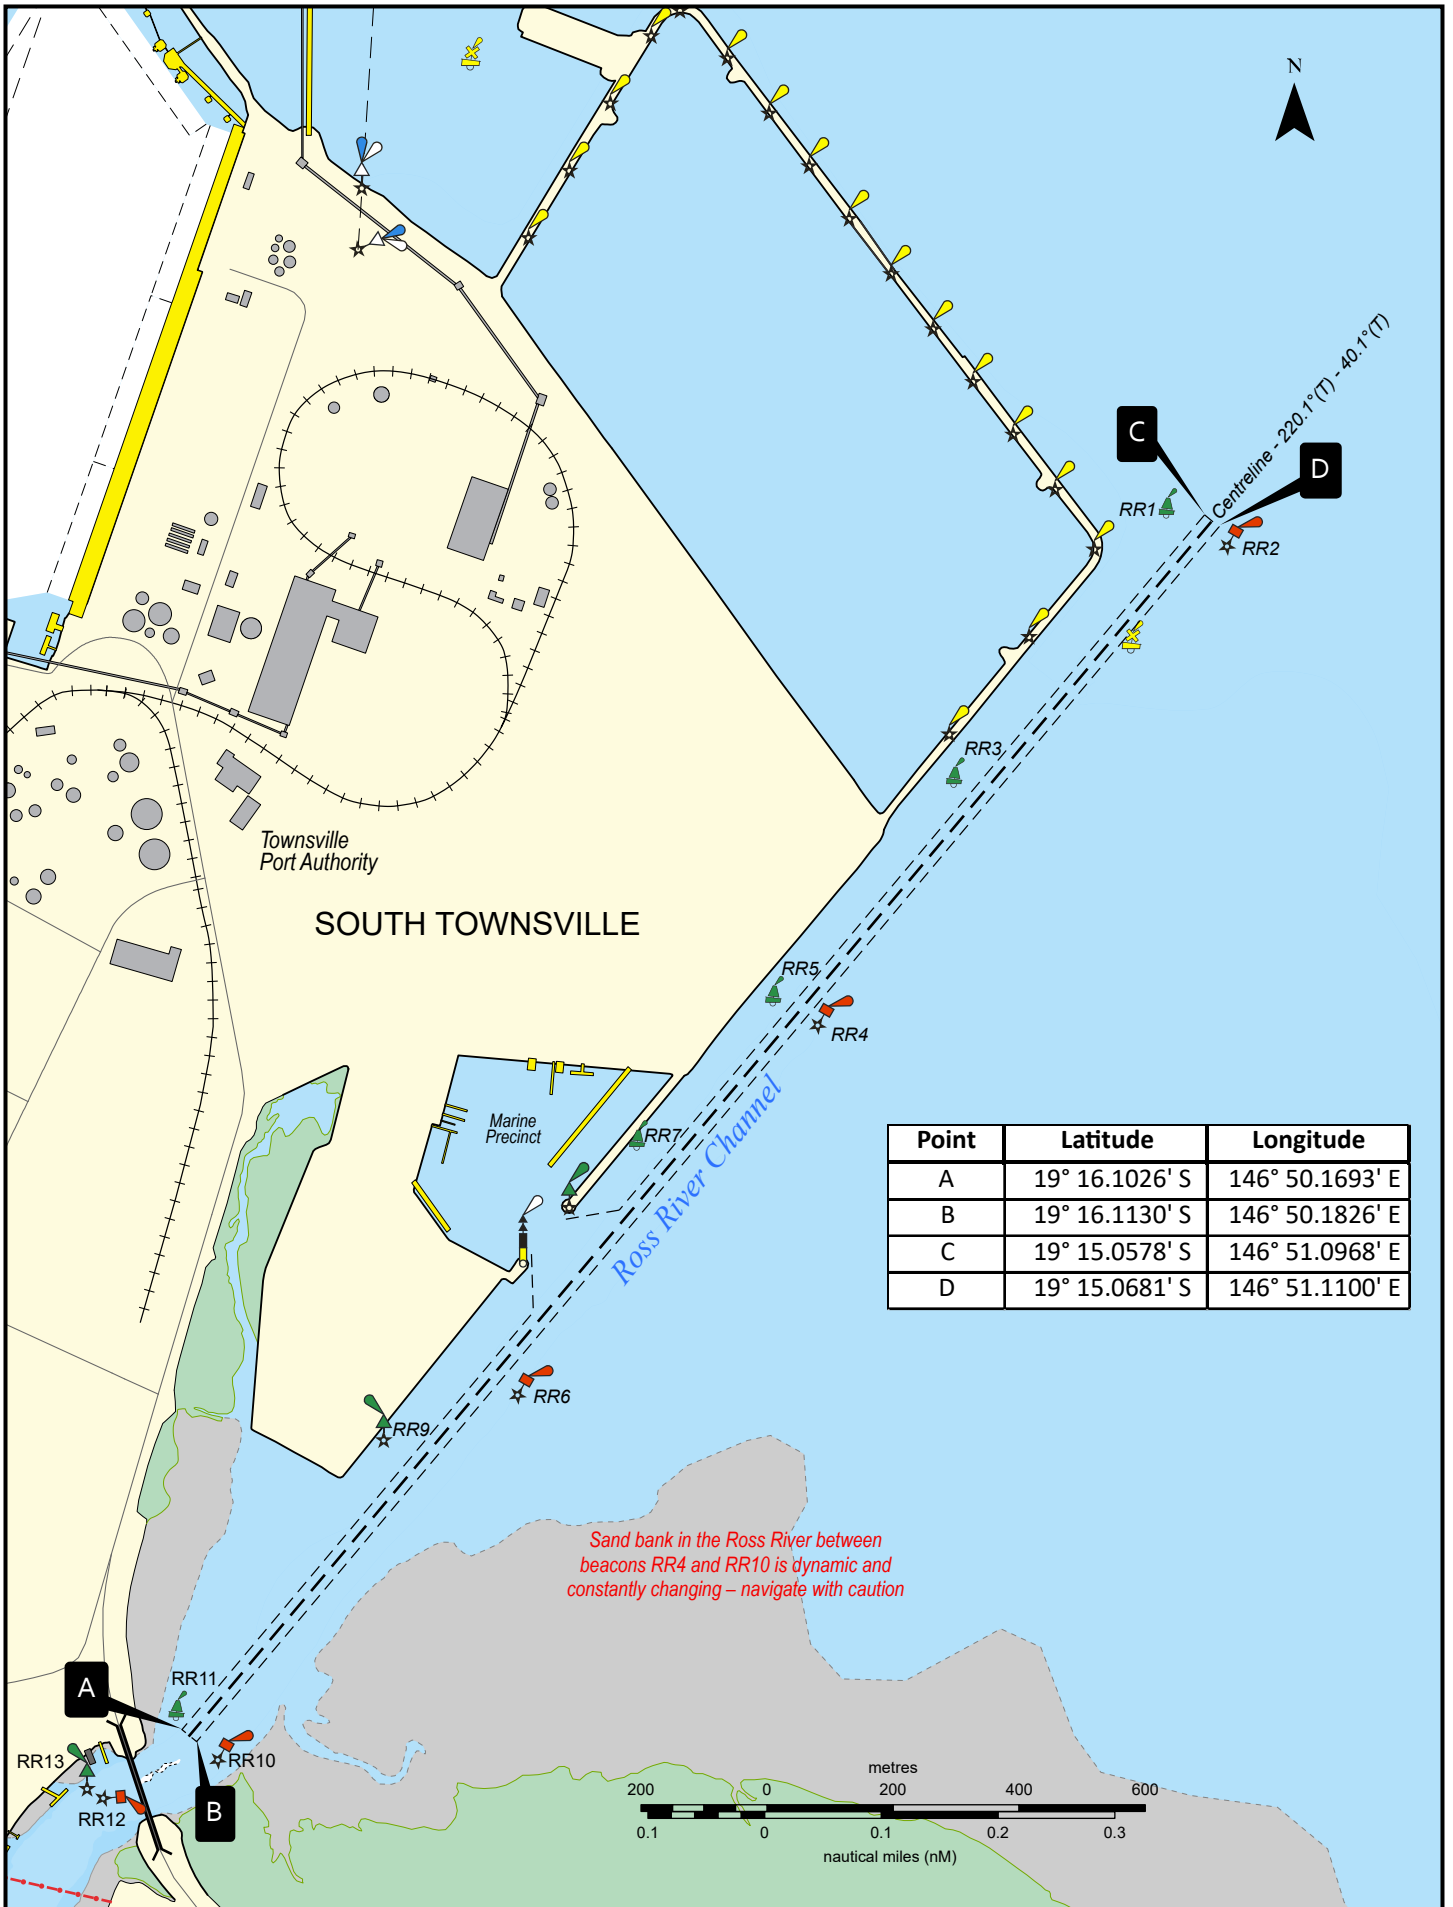 N
Centreline - 220.1°(T) - 40.1°(T)
C
D
RR1
RR2
RR3
Townsville
Port Authority
SOUTH TOWNSVILLE
RR5
RR4
Marine
Precinct
RR7
Ross River Channel
Point Latitude Longitude
A 19° 16.1026' S 146° 50.1693' E
B 19° 16.1130' S 146° 50.1826' E
C 19° 15.0578' S 146° 51.0968' E
D 19° 15.0681' S 146° 51.1100' E
RR6
RR9
Sand bank in the Ross River between
beacons RR4 and RR10 is dynamic and
constantly changing – navigate with caution
RR11
A
RR13
RR10
RR12
B
metres
200 0 200 400 600
0.1 0 0.1 0.2 0.3
nautical miles (nM)